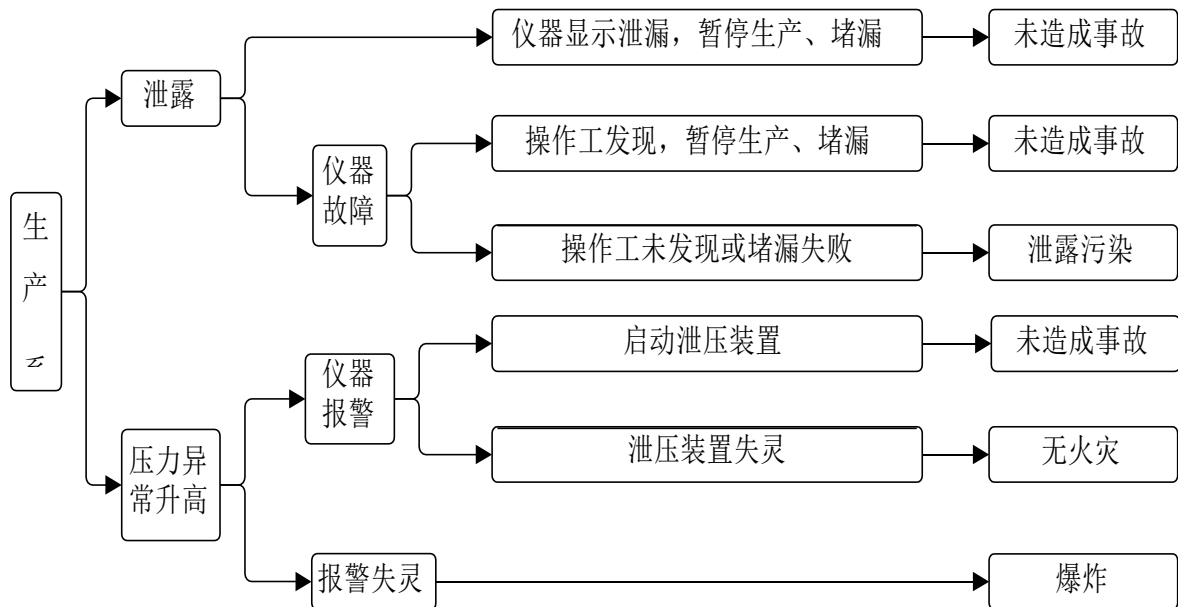 仪器显示泄漏，暂停生产、堵漏
未造成事故
泄露
操作工发现，暂停生产、堵漏
未造成事故
仪器
故障
操作工未发现或堵漏失败
泄露污染
生
产
启动泄压装置
未造成事故
仪器
报警
泄压装置失灵
无火灾
压力异
常升高
报警失灵
爆炸